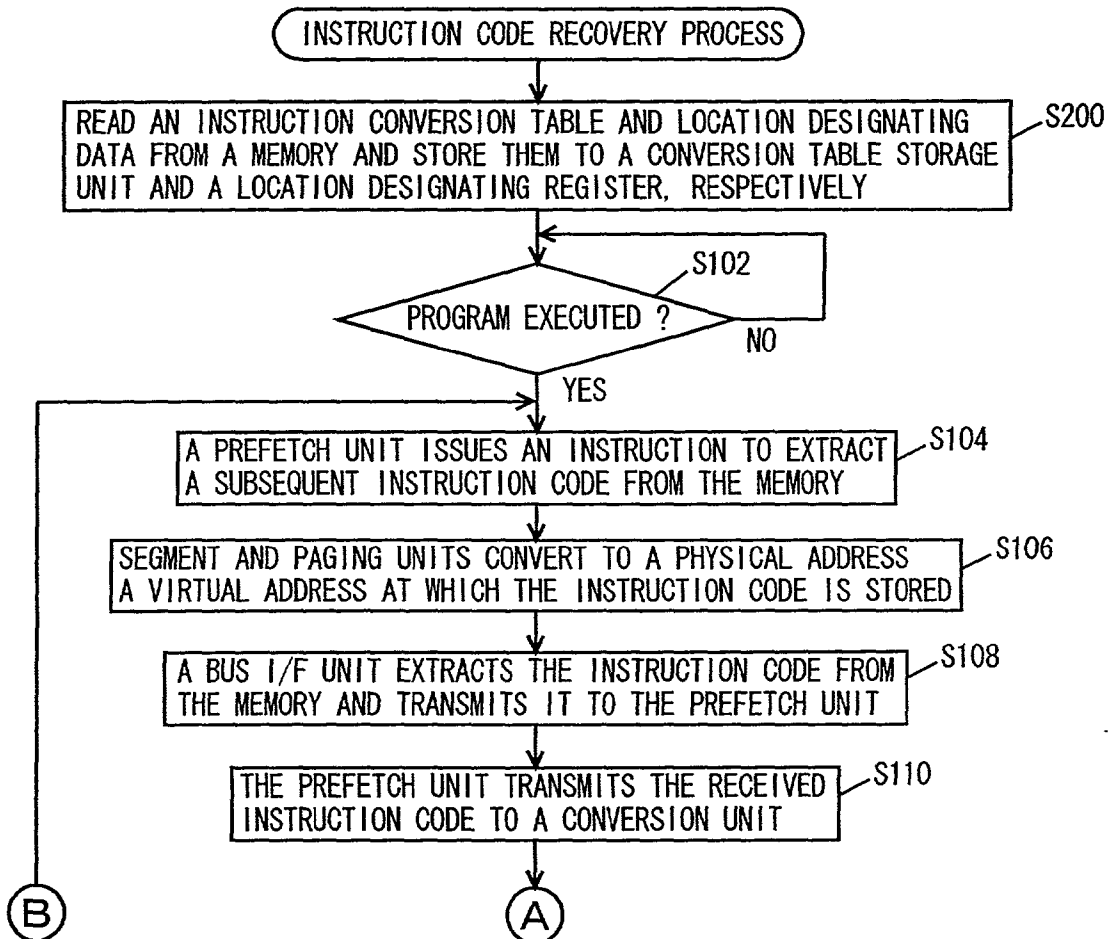 INSTRUCTION CODE RECOVERY PROCESS
READ AN INSTRUCTION CONVERSION TABLE AND LOCATION DESIGNATING
DATA FROM A MEMORY AND STORE THEM TO A CONVERSION TABLE STORAGE
UNIT AND A LOCATION DESIGNATING REGISTER, RESPECTIVELY
S200
S102
PROGRAM EXECUTED ?
NO
YES
A PREFETCH UNIT ISSUES AN INSTRUCTION TO EXTRACT
A SUBSEQUENT INSTRUCTION CODE FROM THE MEMORY
S104
SEGMENT AND PAGING UNITS CONVERT TO A PHYSICAL ADDRESS
A VIRTUAL ADDRESS AT WHICH THE INSTRUCTION CODE IS STORED
S106
A BUS I/F UNIT EXTRACTS THE INSTRUCTION CODE FROM
THE MEMORY AND TRANSMITS IT TO THE PREFETCH UNIT
S108
THE PREFETCH UNIT TRANSMITS THE RECEIVED
INSTRUCTION CODE TO A CONVERSION UNIT
S110
B
A